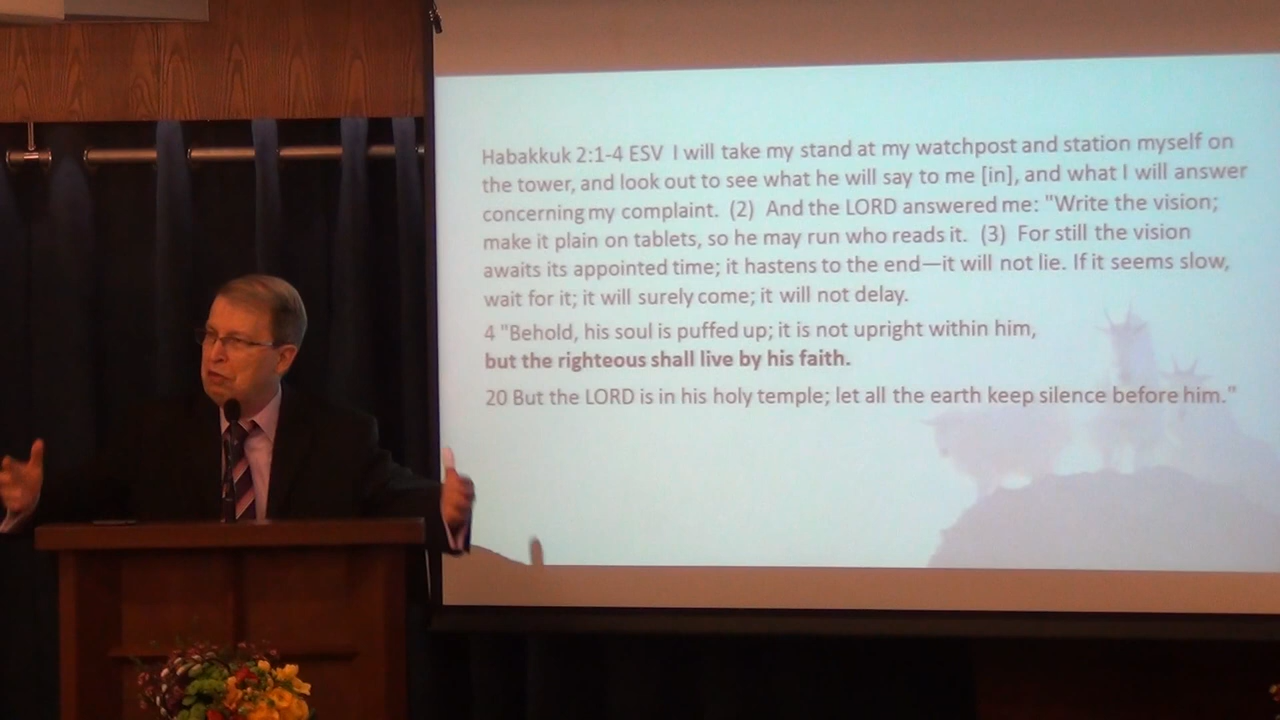 Habakkuk 2:1-4 ESV  I will take my stand at my watchpost and station myself on
the tower, and look out to see what he will say to me [in], and what I will answer
concerning my complaint.  (2)  And the LORD answered me: "Write the vision;
make it plain on tablets, so he may run who reads it.  (3)  For still the vision
awaits its appointed time; it hastens to the end—it will not lie. If it seems slow,
wait for it; it will surely come; it will not delay.
4 "Behold, his soul is puffed up; it is not upright within him,
but the righteous shall live by his faith.
20 But the LORD is in his holy temple; let all the earth keep silence before him."